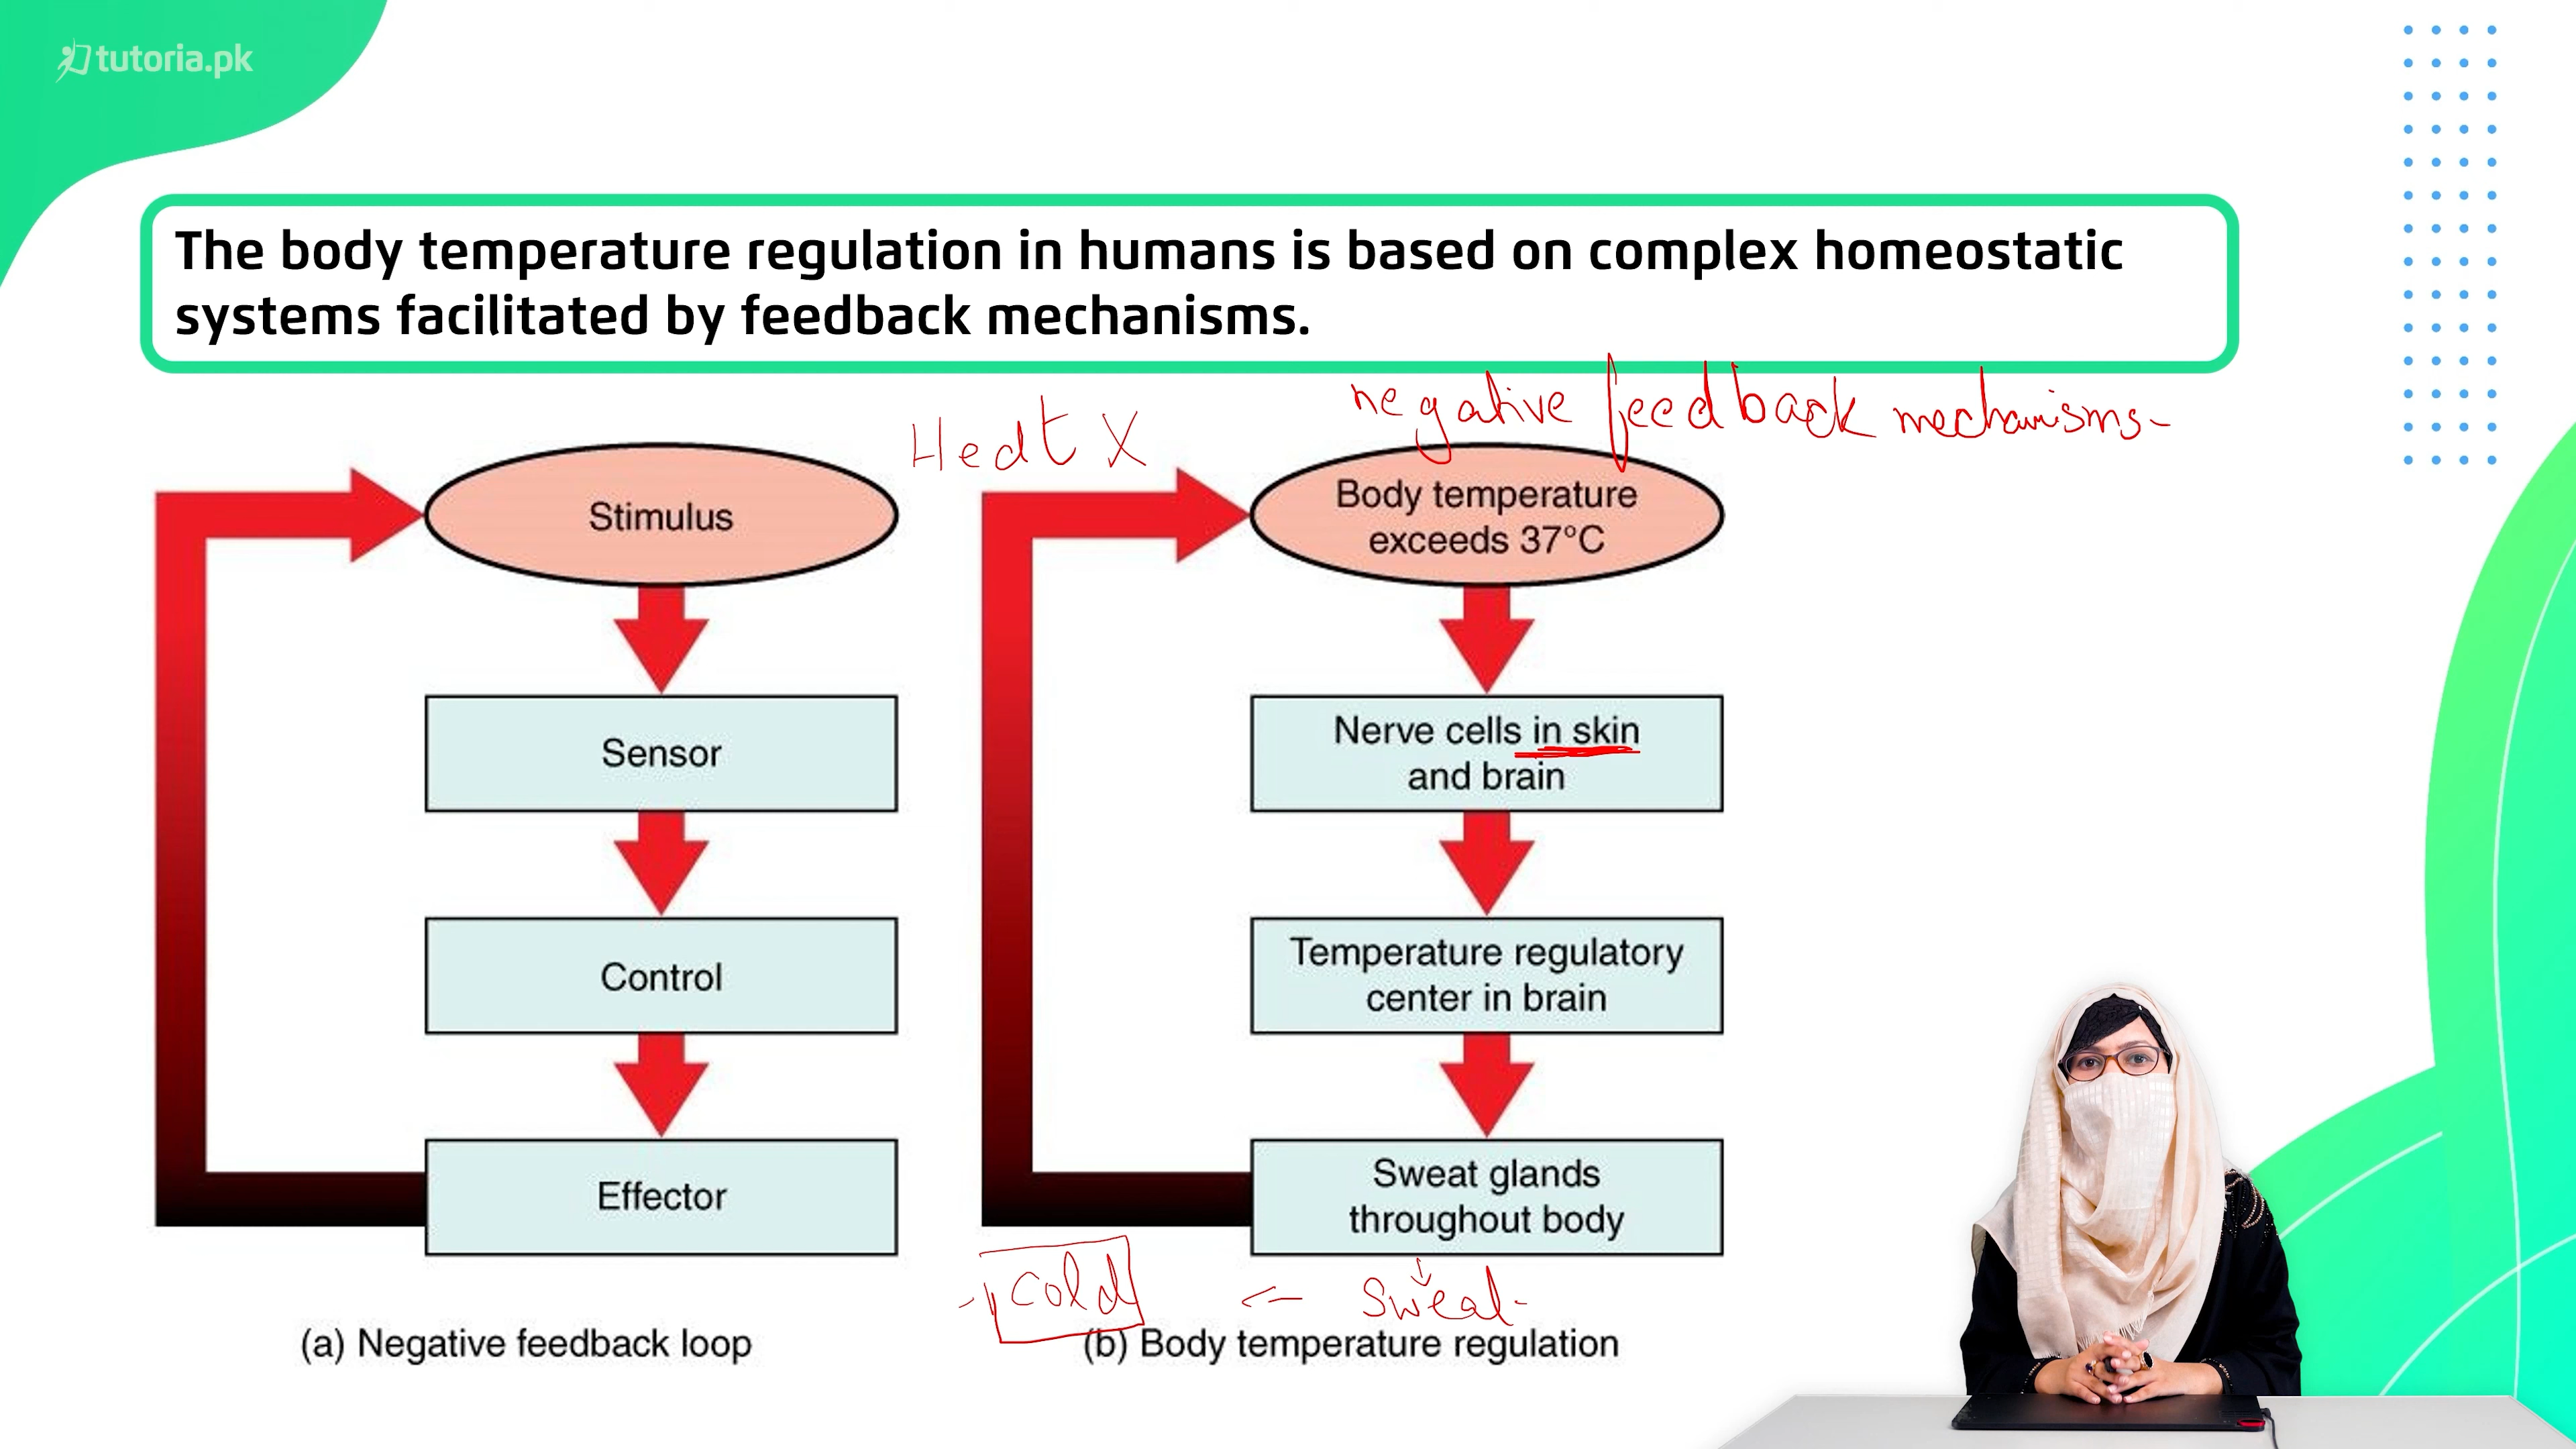 tutoria.pk
The body temperature regulation in humans is based on complex homeostatic
systems facilitated by feedback mechanisms.
negative feedback mechanisms-
Heat X
Stimulus
Sensor
Control
Effector
(a) Negative feedback loop
Body temperature
exceeds 37°C
Nerve cells in skin
and brain
Temperature regulatory
center in brain
Sweat glands
throughout body
cold ← Sweat-
(b) Body temperature regulation